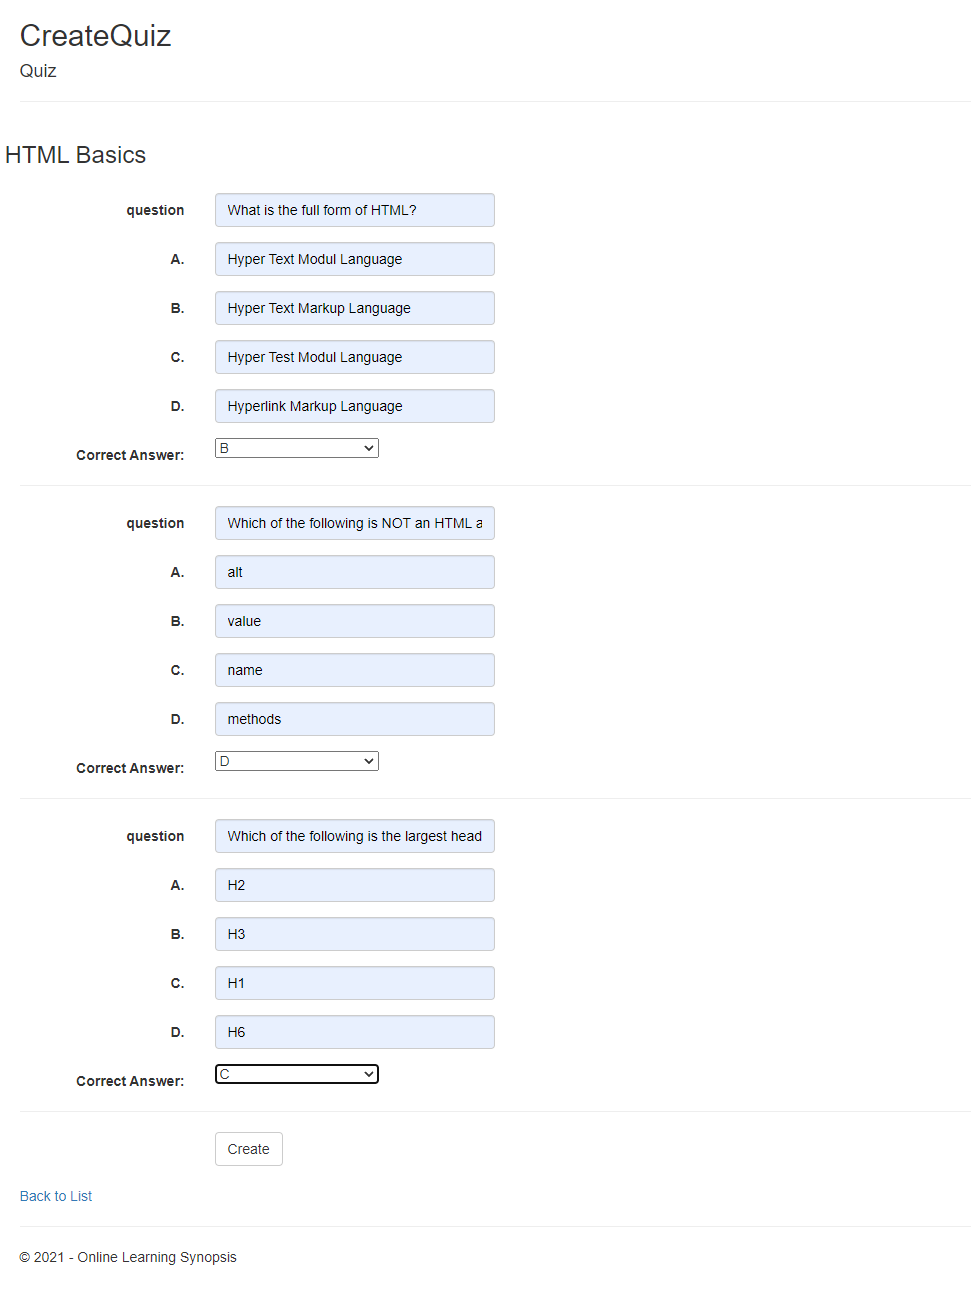 CreateQuiz
Quiz
HTML Basics
question What is the full form of HTML?
A. Hyper Text Modul Language
B. Hyper Text Markup Language
C. Hyper Test Modul Language
D. Hyperlink Markup Language
Correct Answer: B
question Which of the following is NOT an HTML a
A. alt
B. value
C. name
D. methods
Correct Answer: D
question Which of the following is the largest head
A. H2
B. H3
C. H1
D. H6
Correct Answer: C
Create
Back to List
© 2021 - Online Learning Synopsis